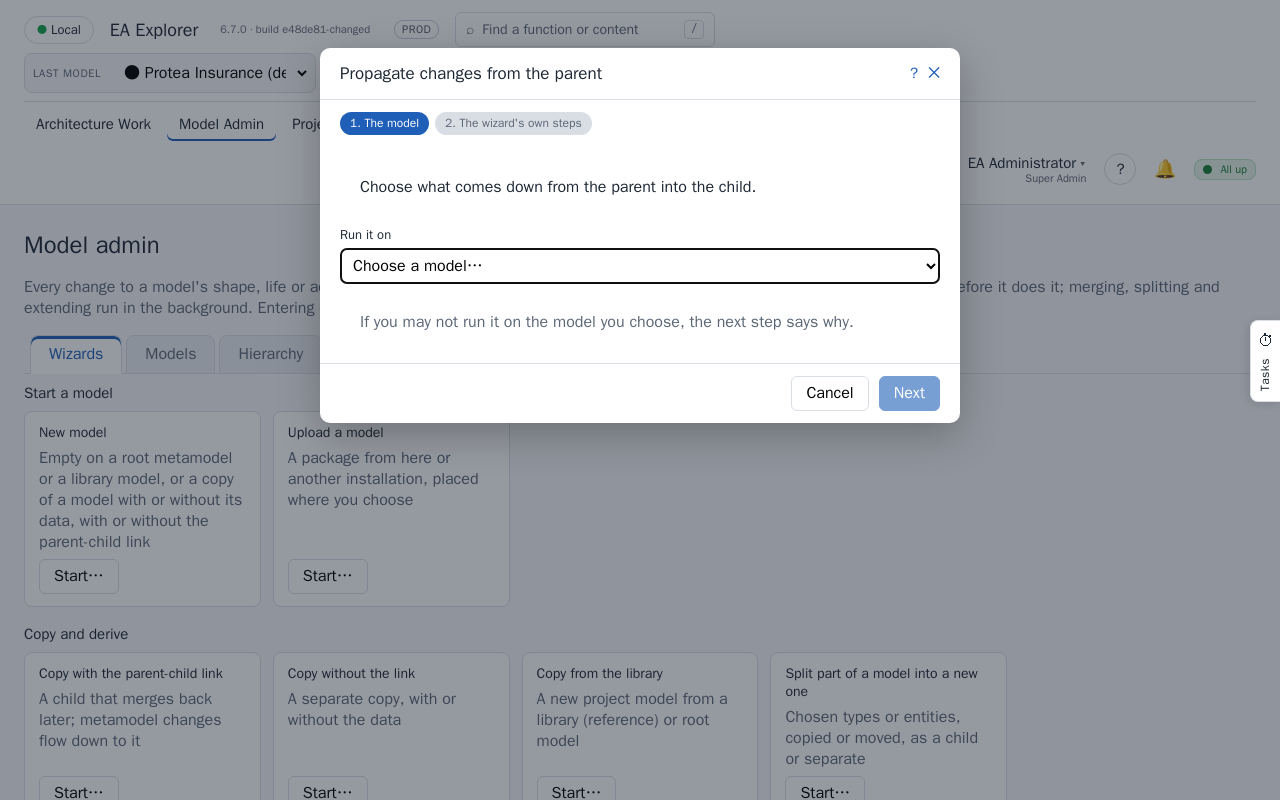 Local
EA Explorer
6.7.0 · build e48de81-changed
PROD
Find a function or content
/
LAST MODEL
Protea Insurance (de
Architecture Work
Model Admin
Proje
EA Administrator
Super Admin
?
All up
Propagate changes from the parent
?
1. The model
2. The wizard's own steps
Choose what comes down from the parent into the child.
Run it on
Choose a model…
If you may not run it on the model you choose, the next step says why.
Cancel
Next
Model admin
Every change to a model's shape, life or ac
efore it does it; merging, splitting and
extending run in the background. Entering
Wizards
Models
Hierarchy
Start a model
New model
Empty on a root metamodel
or a library model, or a copy
of a model with or without its
data, with or without the
parent-child link
Start…
Upload a model
A package from here or
another installation, placed
where you choose
Start…
Copy and derive
Copy with the parent-child link
A child that merges back
later; metamodel changes
flow down to it
Start…
Copy without the link
A separate copy, with or
without the data
Start…
Copy from the library
A new project model from a
library (reference) or root
model
Start…
Split part of a model into a new
one
Chosen types or entities,
copied or moved, as a child
or separate
Start…
Tasks